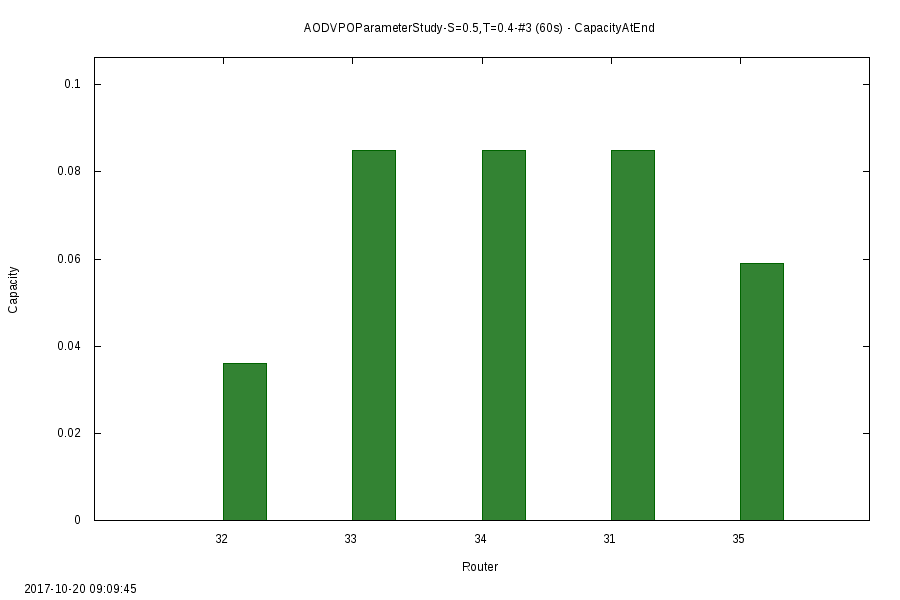 AODVPOParameterStudy-S=0.5,T=0.4-#3 (60s) - CapacityAtEnd
0.1
0.08
0.06
0.04
0.02
0
Capacity
32 33 34 31 35
Router
2017-10-20 09:09:45